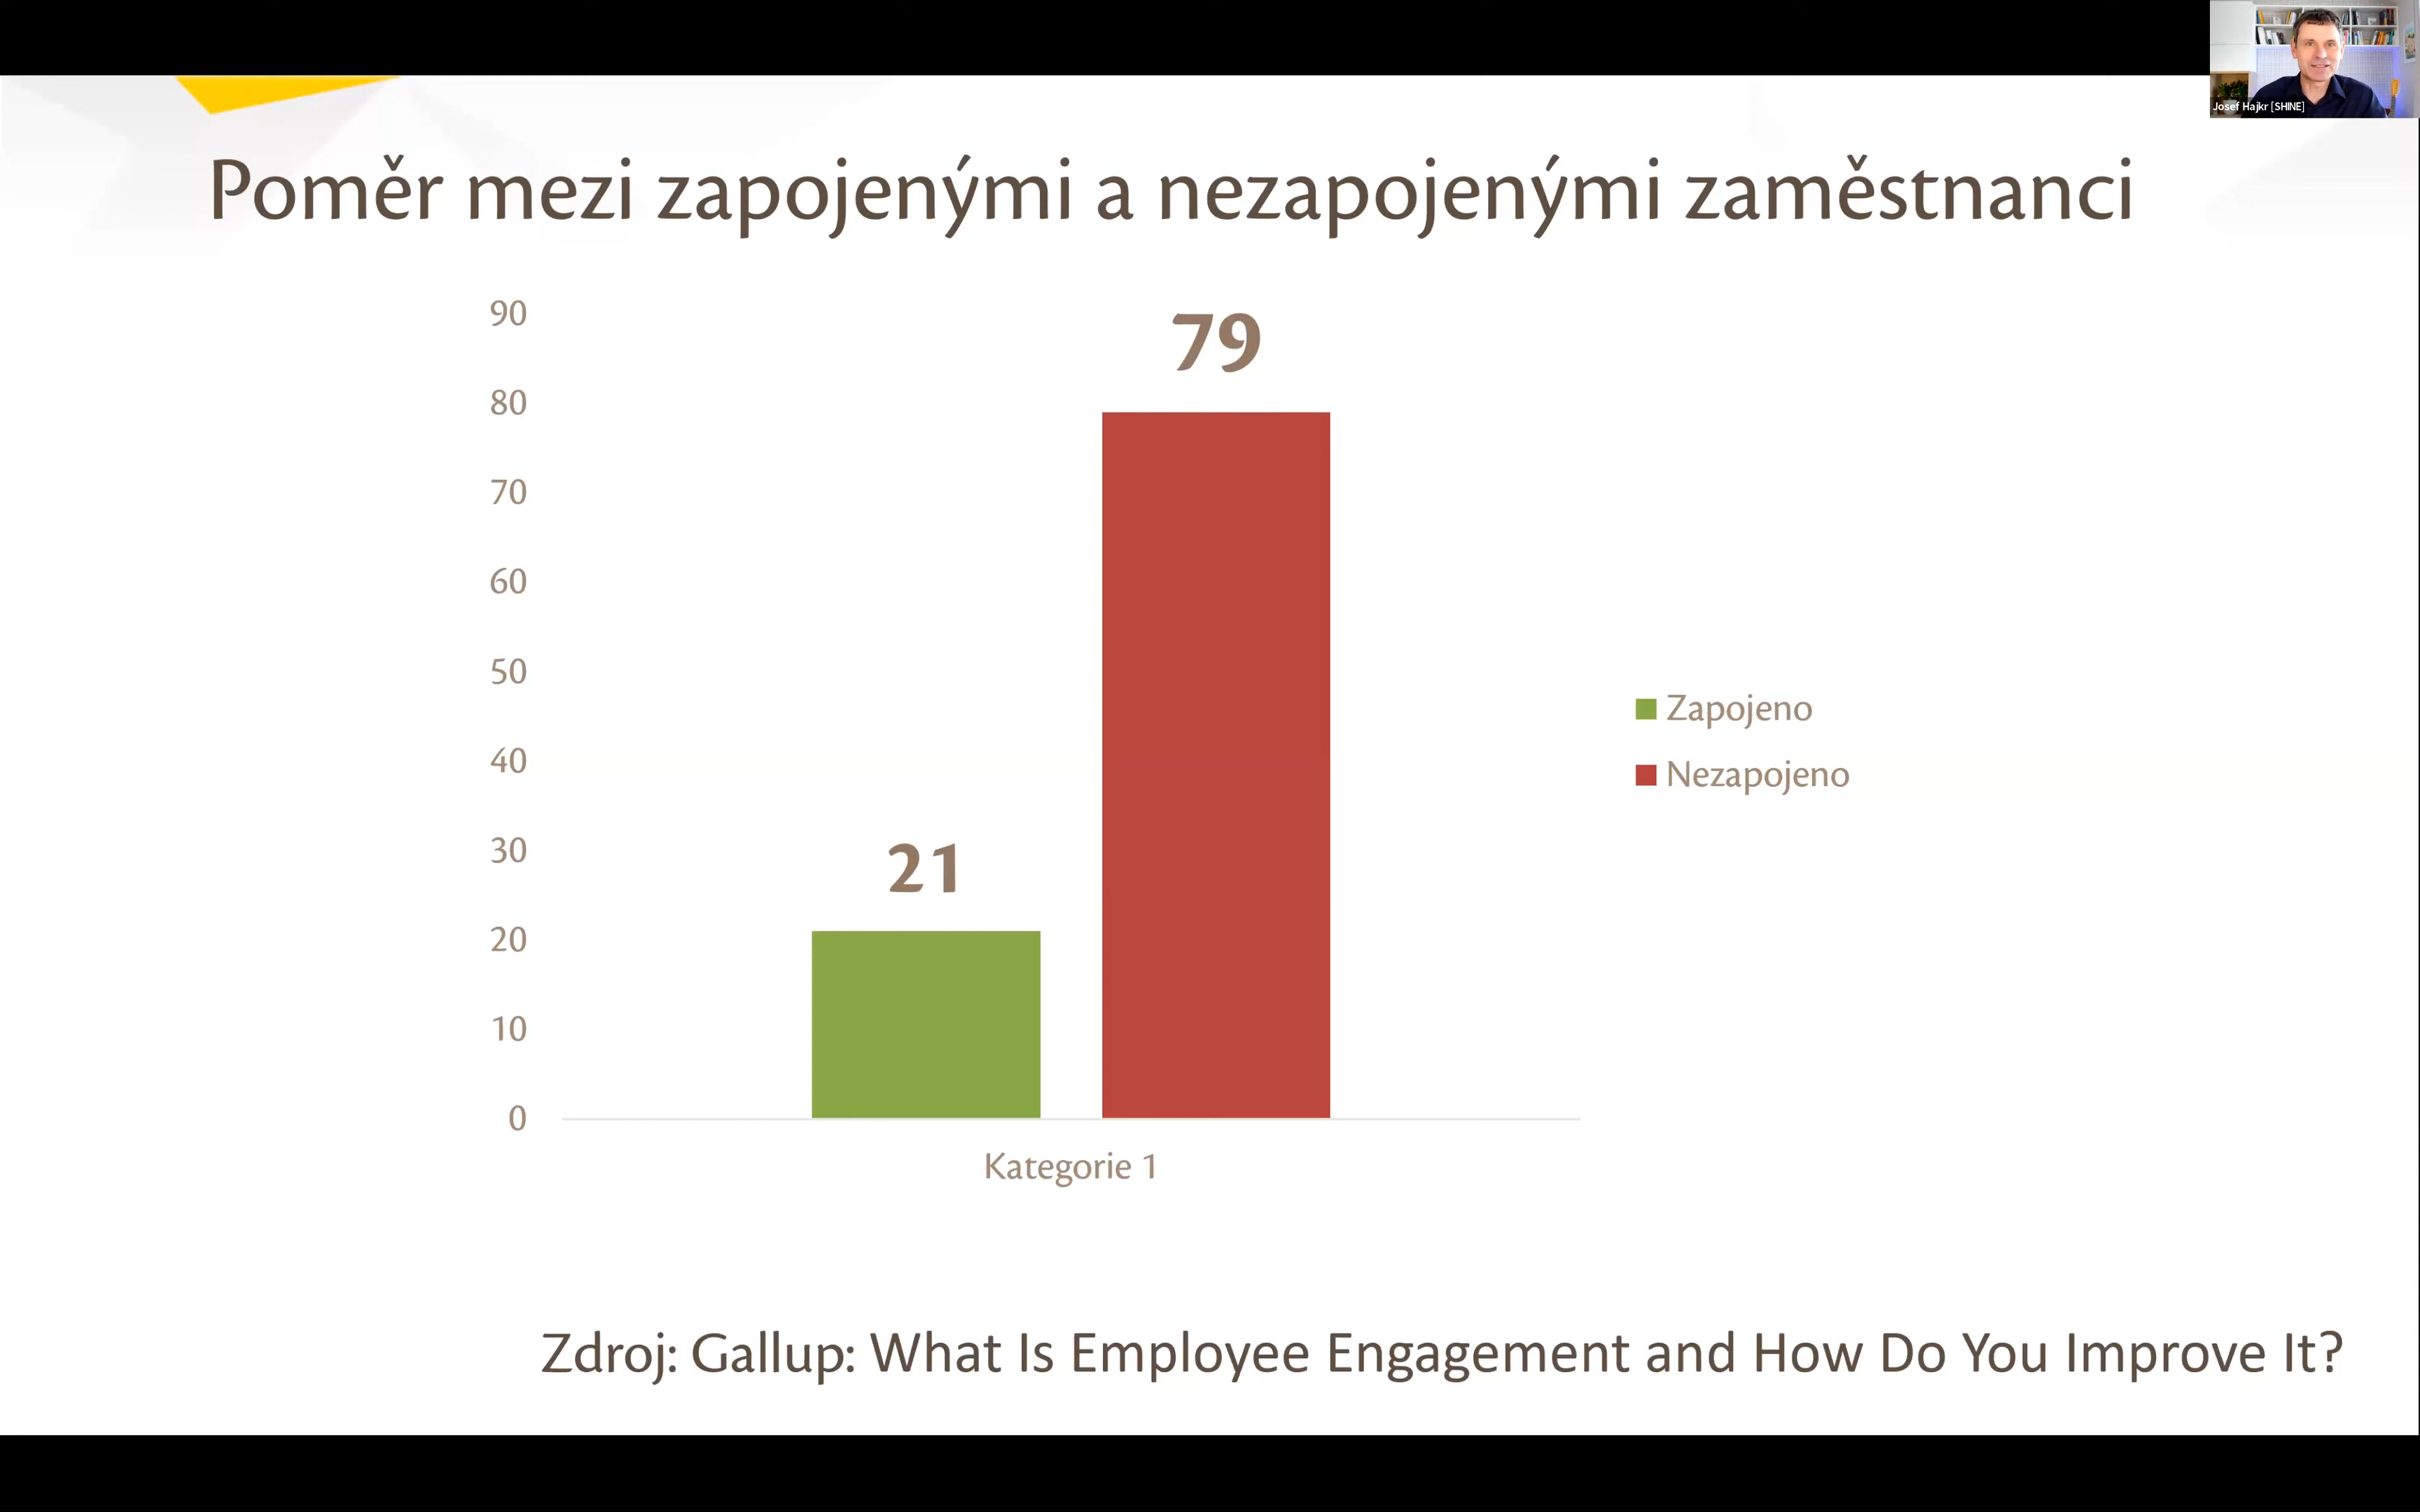 Josef Hajkr [SHINE]
Poměr mezi zapojenými a nezapojenými zaměstnanci
90
80
70
60
50
40
30
20
10
0
79
21
Zapojeno
Nezapojeno
Kategorie 1
Zdroj: Gallup: What Is Employee Engagement and How Do You Improve It?